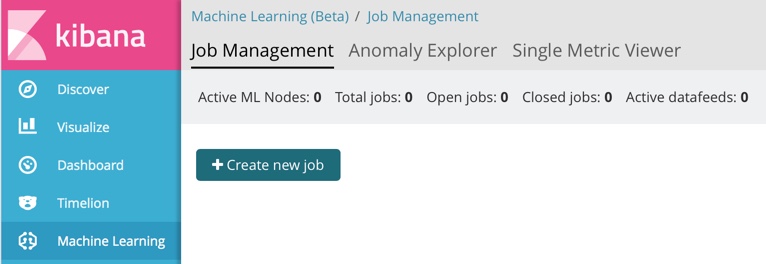 kibana
Discover
Visualize
Dashboard
Timelion
Machine Learning
Machine Learning (Beta) / Job Management
Job Management Anomaly Explorer Single Metric Viewer
Active ML Nodes: 0 Total jobs: 0 Open jobs: 0 Closed jobs: 0 Active datafeeds: 0
+ Create new job